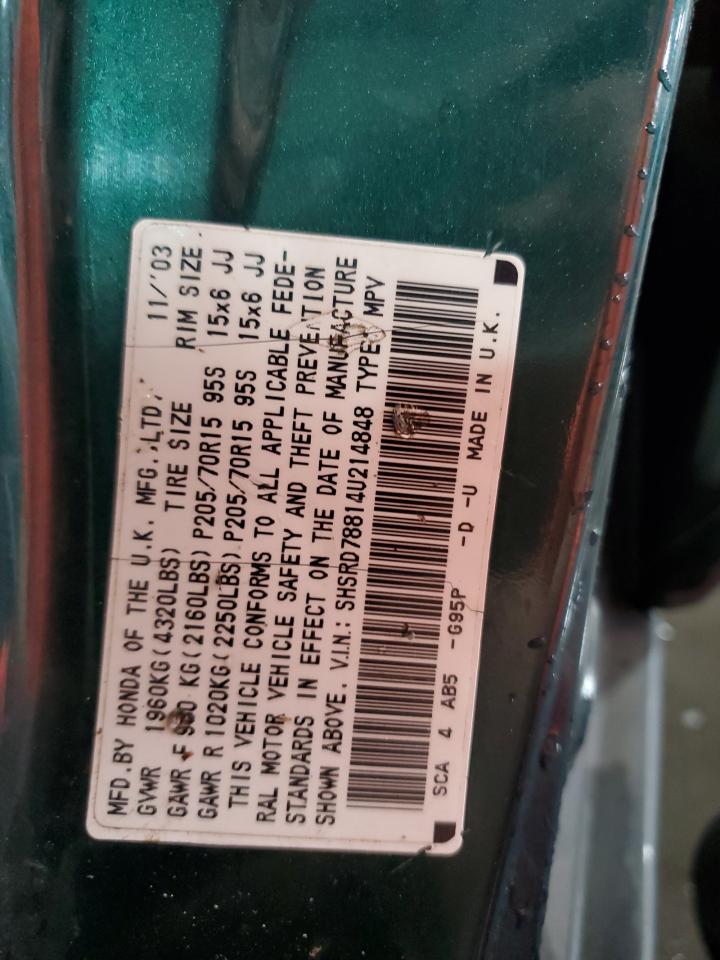 MFD.BY HONDA OF THE U.K. MFG.,LTD. 11/'03
GVWR 1960KG(4320LBS) TIRE SIZE RIM SIZE
GAWR F 980 KG(2160LBS) P205/70R15 95S 15x6 JJ
GAWR R 1020KG(2250LBS) P205/70R15 95S 15x6 JJ
THIS VEHICLE CONFORMS TO ALL APPLICABLE FEDE-
RAL MOTOR VEHICLE SAFETY AND THEFT PREVENTION
STANDARDS IN EFFECT ON THE DATE OF MANUFACTURE
SHOWN ABOVE. V.I.N.: SHSRD78814U214848 TYPE: MPV
SCA 4 AB5 -G95P -D -U MADE IN U.K.